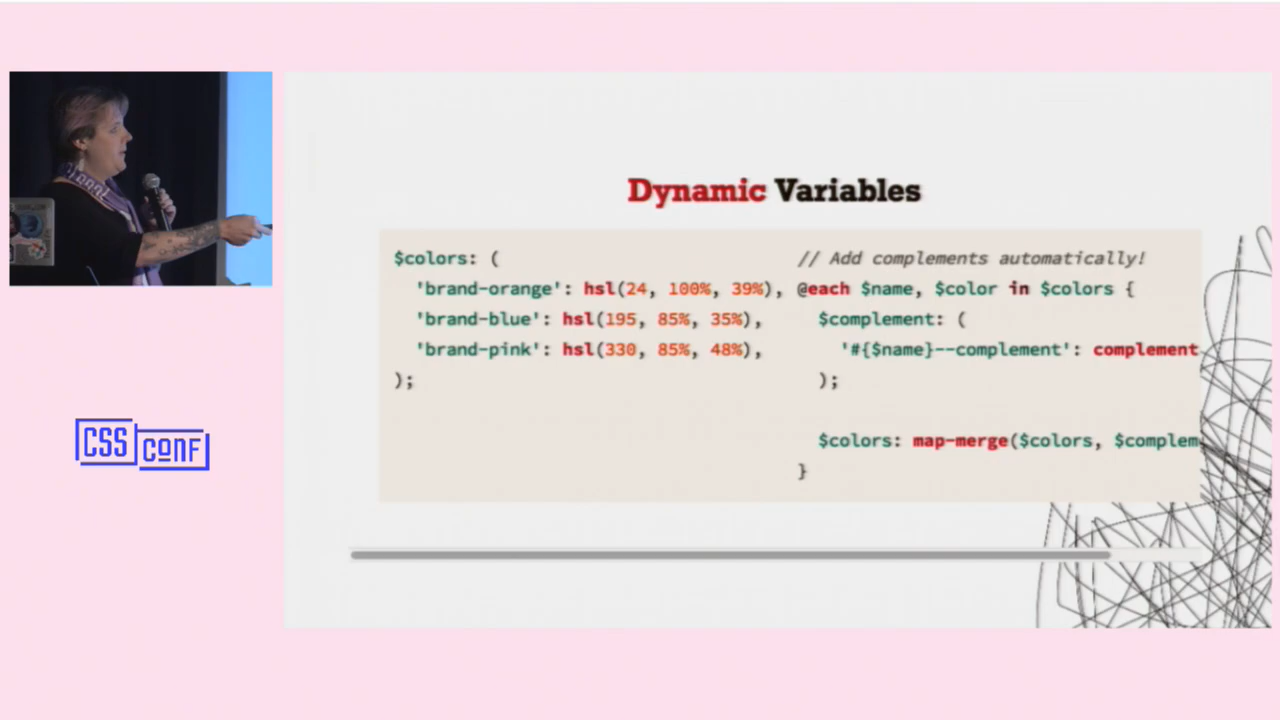 Dynamic Variables
$colors: (
  'brand-orange': hsl(24, 100%, 39%),
  'brand-blue': hsl(195, 85%, 35%),
  'brand-pink': hsl(330, 85%, 48%),
);
// Add complements automatically!
@each $name, $color in $colors {
  $complement: (
    '#{$name}--complement': complement
  );
  $colors: map-merge($colors, $complem
}
CSS
CONF